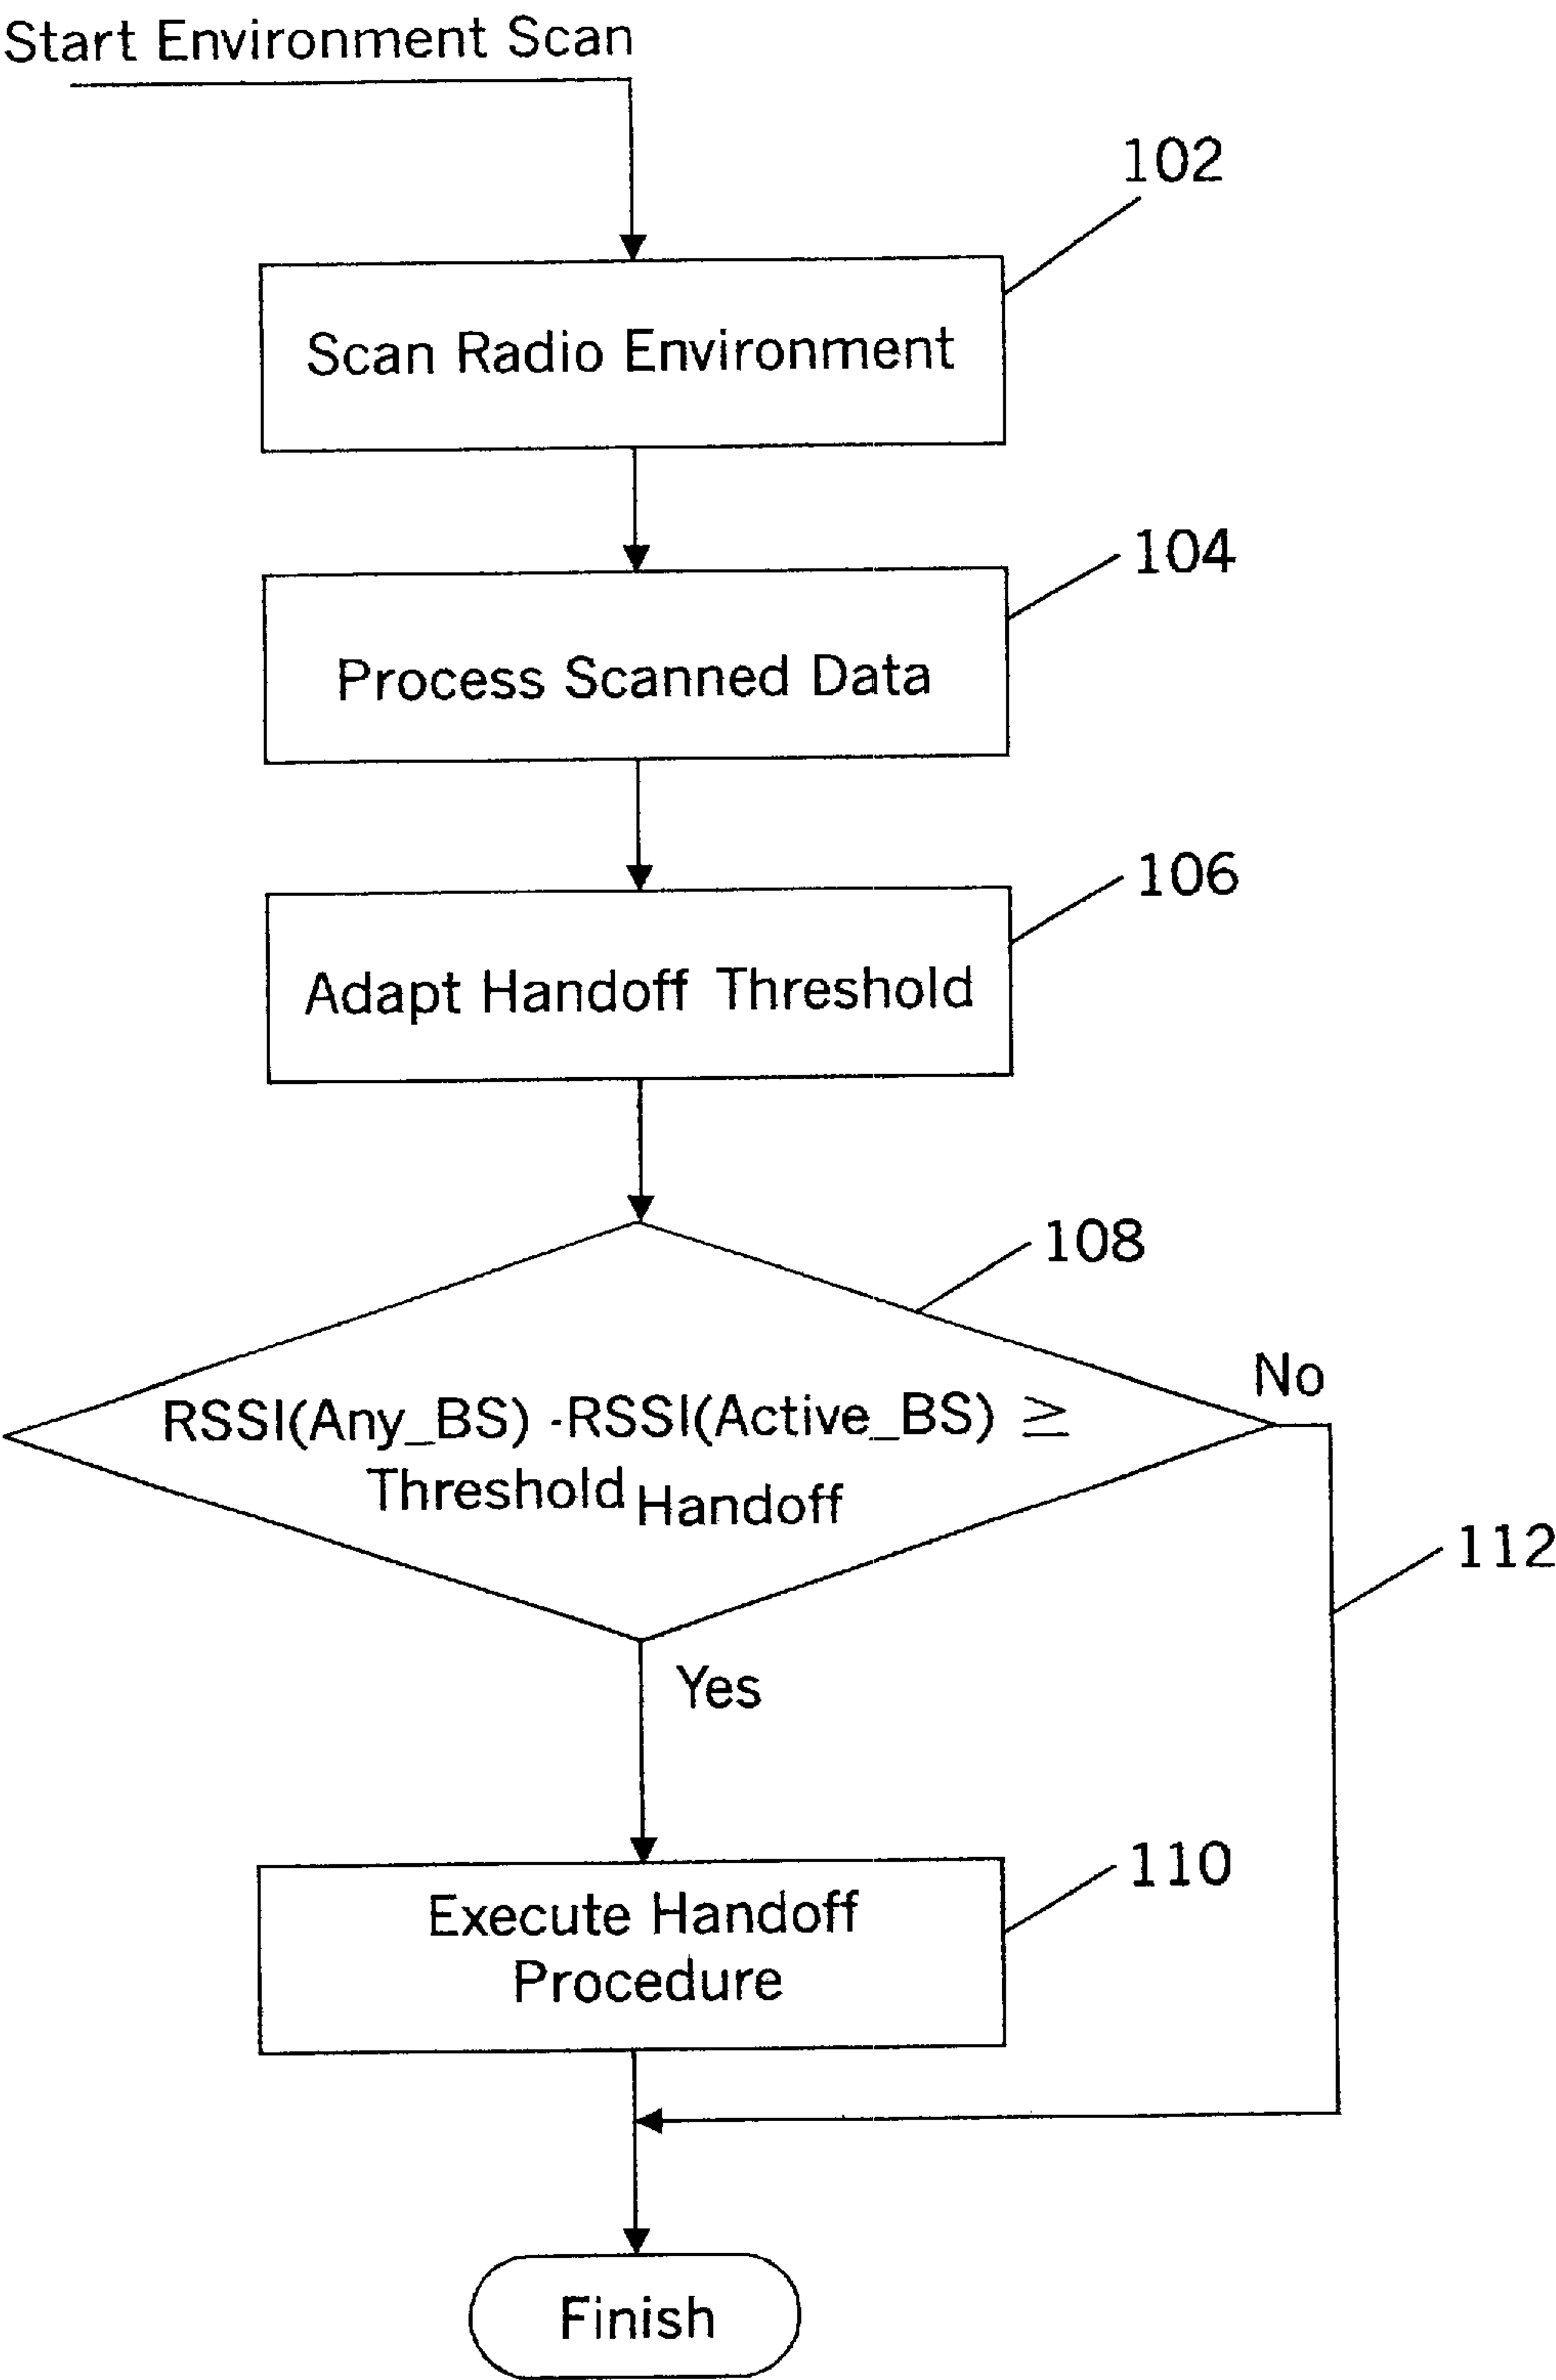 Start Environment Scan
102
Scan Radio Environment
104
Process Scanned Data
106
Adapt Handoff Threshold
108
No
RSSI(Any_BS) -RSSI(Active_BS) ≥
Threshold Handoff
112
Yes
110
Execute Handoff
Procedure
Finish